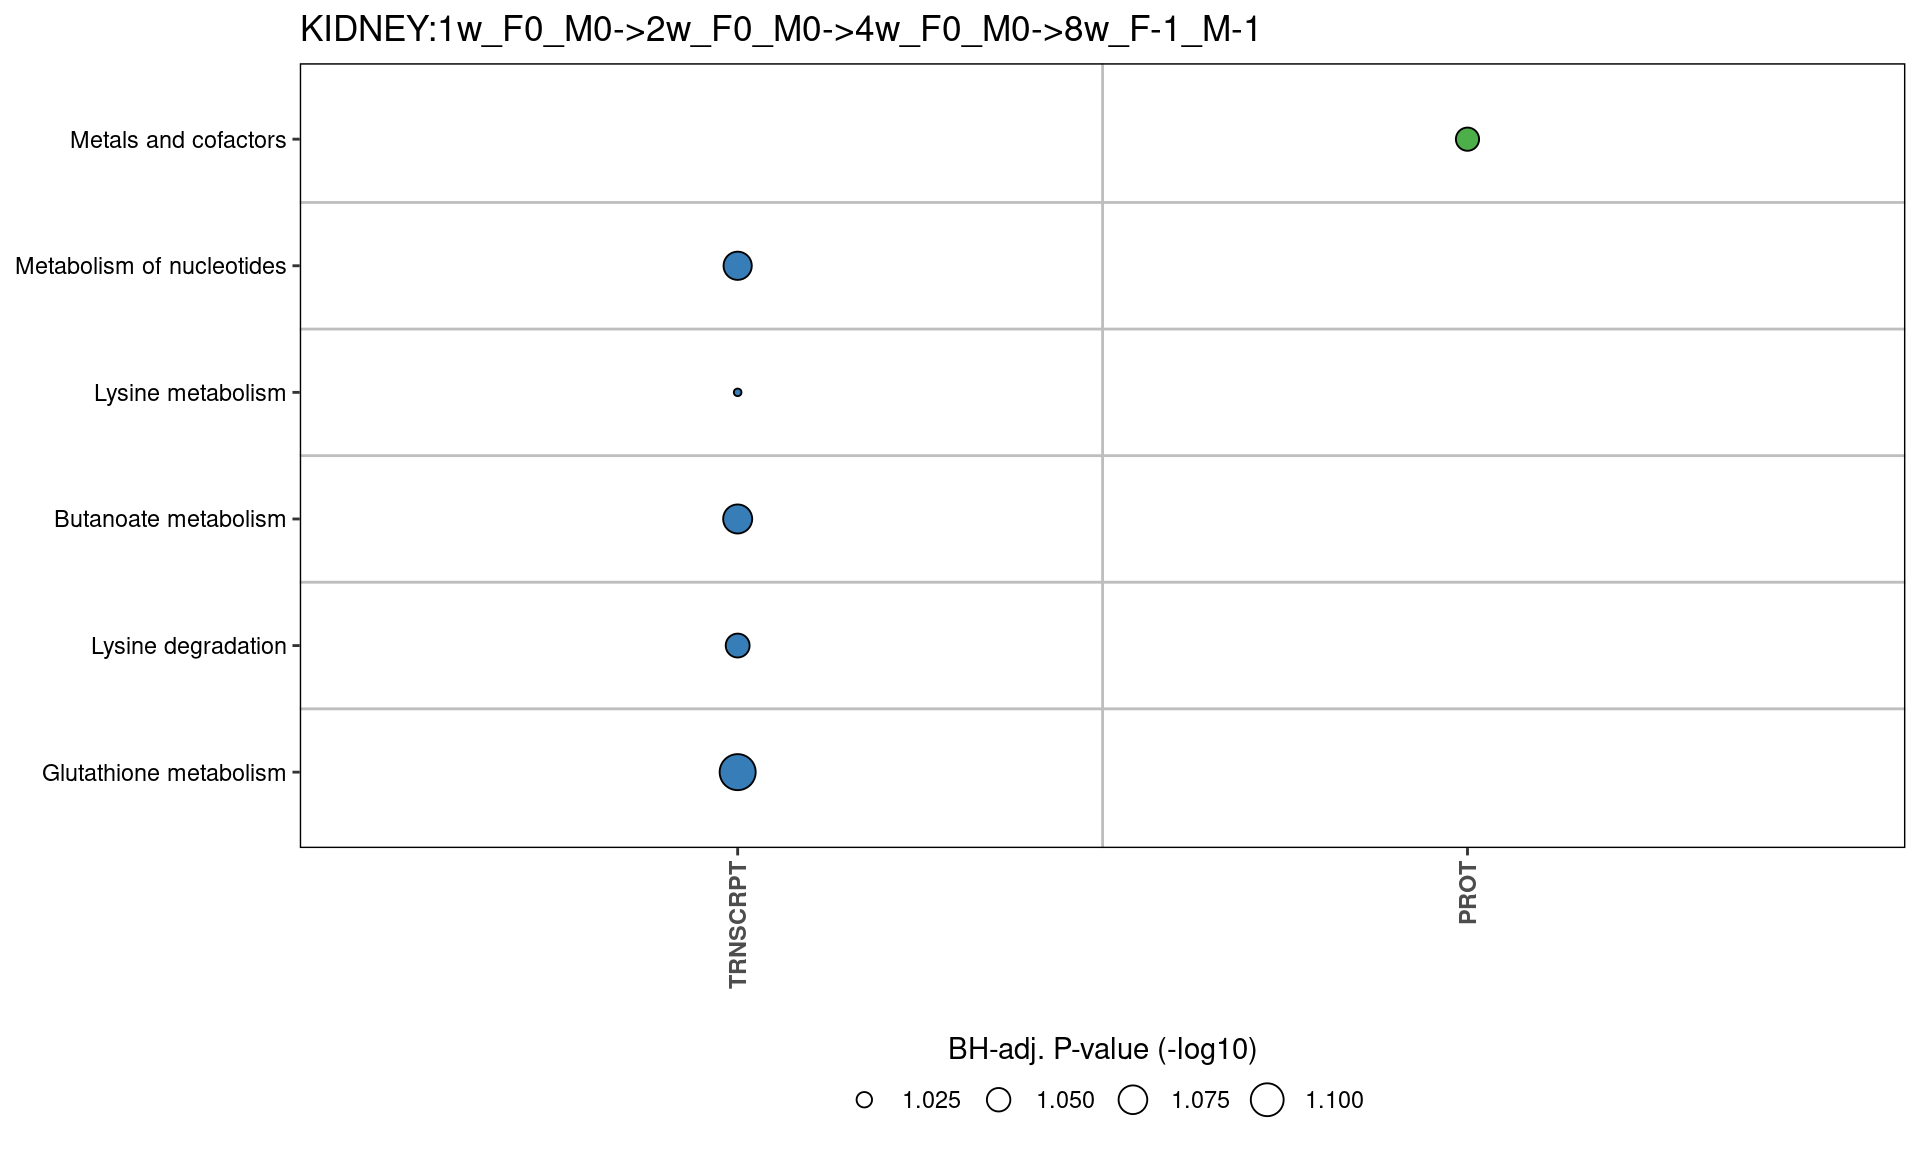 KIDNEY:1w_F0_M0->2w_F0_M0->4w_F0_M0->8w_F-1_M-1
Metals and cofactors
Metabolism of nucleotides
Lysine metabolism
Butanoate metabolism
Lysine degradation
Glutathione metabolism
TRNSCRPT
PROT
BH-adj. P-value (-log10)
1.025 1.050 1.075 1.100